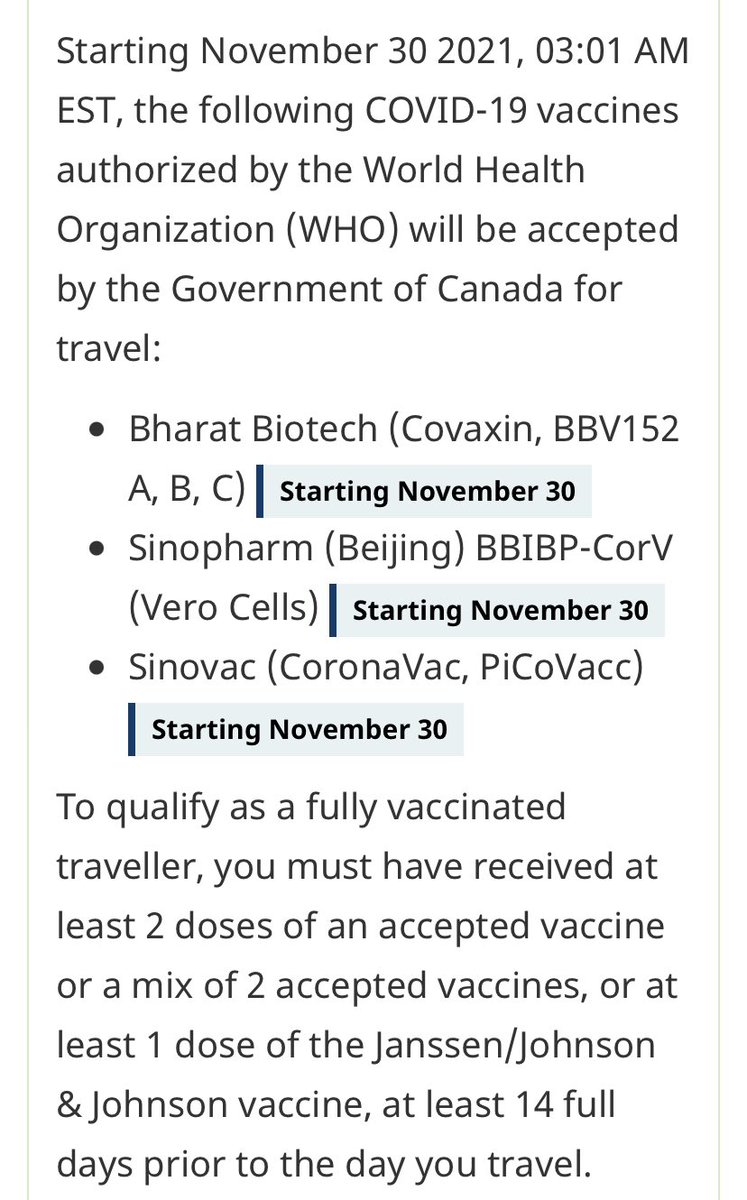 Starting November 30 2021, 03:01 AM
EST, the following COVID-19 vaccines
authorized by the World Health
Organization (WHO) will be accepted
by the Government of Canada for
travel:
• Bharat Biotech (Covaxin, BBV152
A, B, C) Starting November 30
• Sinopharm (Beijing) BBIBP-CorV
(Vero Cells) Starting November 30
• Sinovac (CoronaVac, PiCoVacc)
Starting November 30
To qualify as a fully vaccinated
traveller, you must have received at
least 2 doses of an accepted vaccine
or a mix of 2 accepted vaccines, or at
least 1 dose of the Janssen/Johnson
& Johnson vaccine, at least 14 full
days prior to the day you travel.